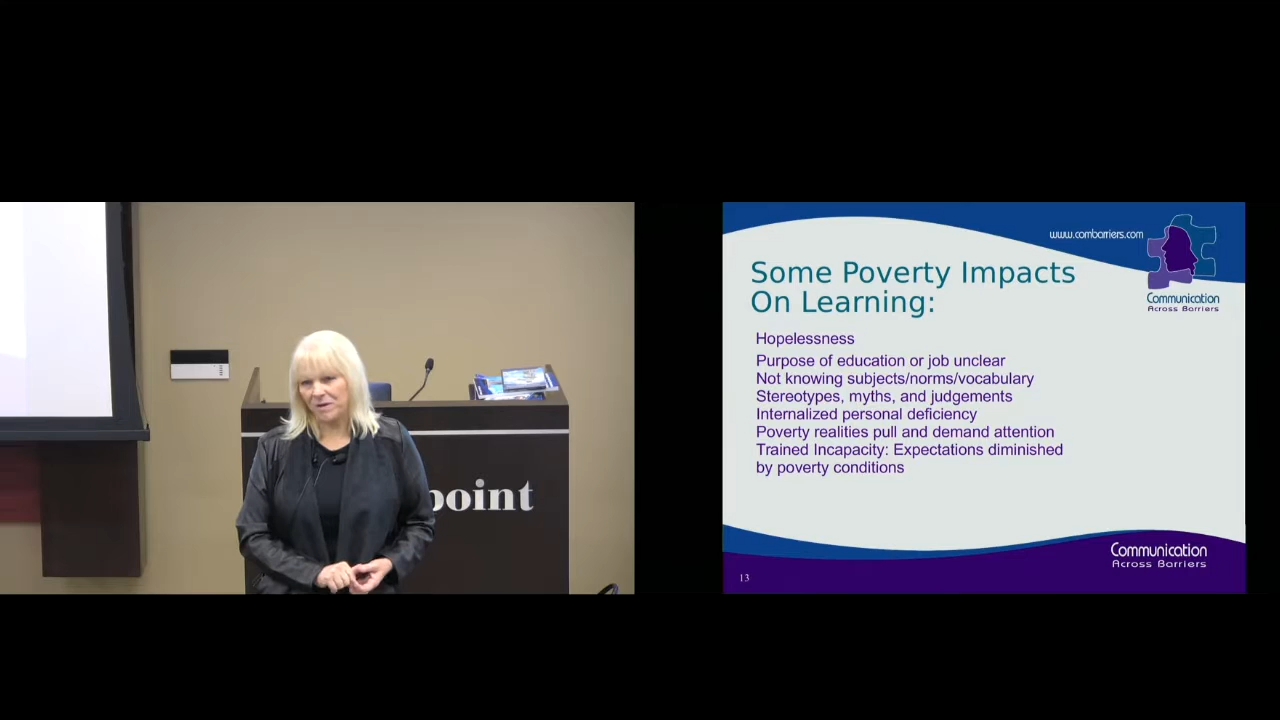 point
www.combarriers.com
Communication
Across Barriers
Some Poverty Impacts
On Learning:
Hopelessness
Purpose of education or job unclear
Not knowing subjects/norms/vocabulary
Stereotypes, myths, and judgements
Internalized personal deficiency
Poverty realities pull and demand attention
Trained Incapacity: Expectations diminished
by poverty conditions
Communication
Across Barriers
13